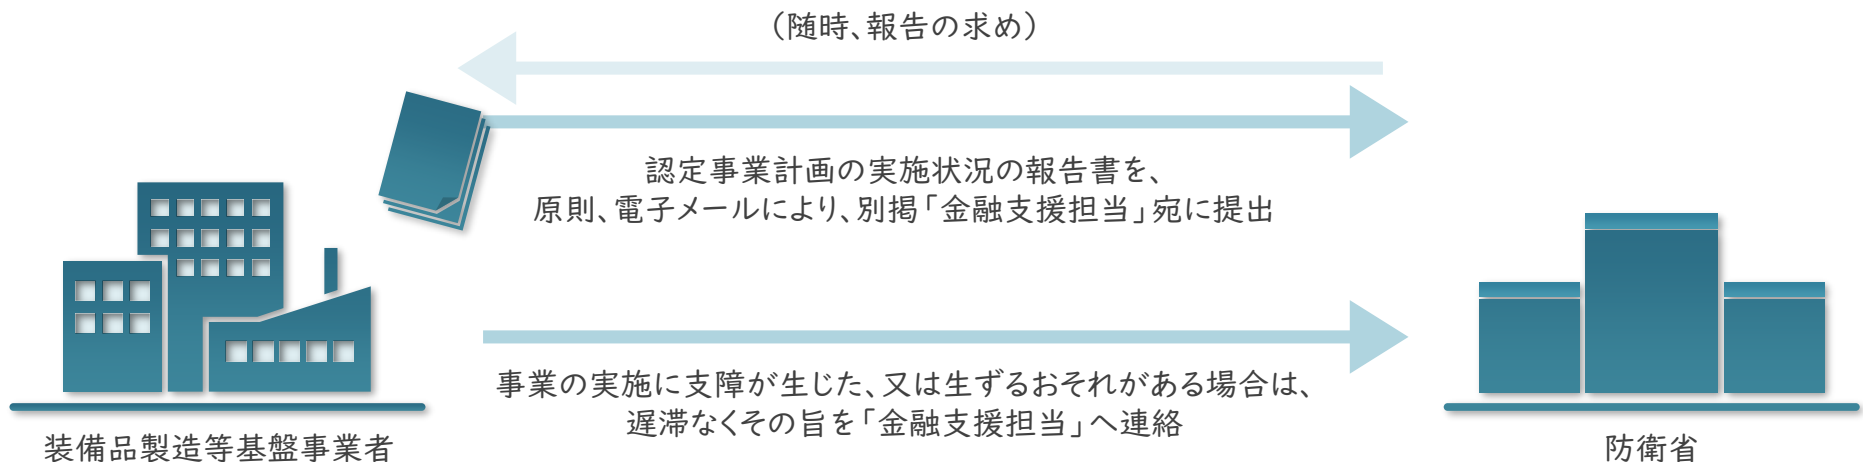 （随時、報告の求め）
認定事業計画の実施状況の報告書を、
原則、電子メールにより、別掲「金融支援担当」宛に提出
事業の実施に支障が生じた、又は生ずるおそれがある場合は、
遅滞なくその旨を「金融支援担当」へ連絡
装備品製造等基盤事業者
防衛省